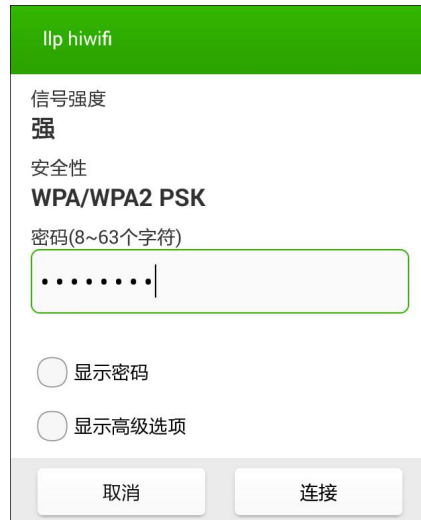 llp hiwifi
信号强度
强
安全性
WPA/WPA2 PSK
密码(8~63个字符)
••••••••
显示密码
显示高级选项
取消
连接